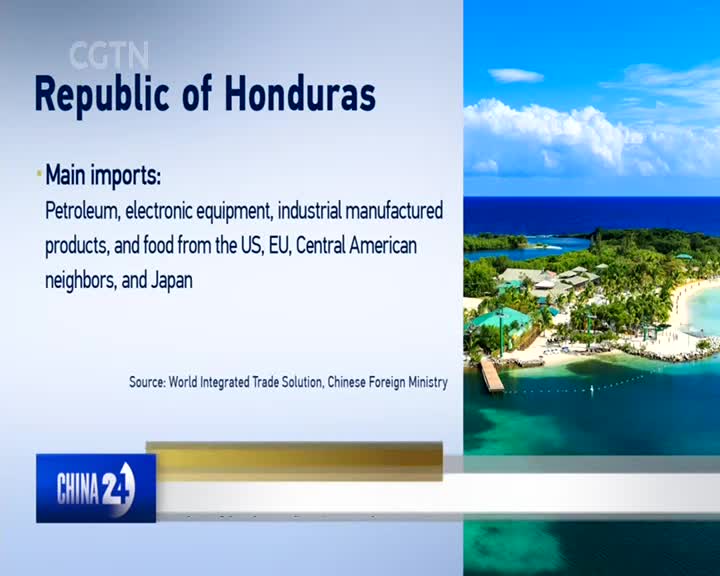 CGTN
Republic of Honduras
Main imports:
Petroleum, electronic equipment, industrial manufactured
products, and food from the US, EU, Central American
neighbors, and Japan
Source: World Integrated Trade Solution, Chinese Foreign Ministry
CHINA 24